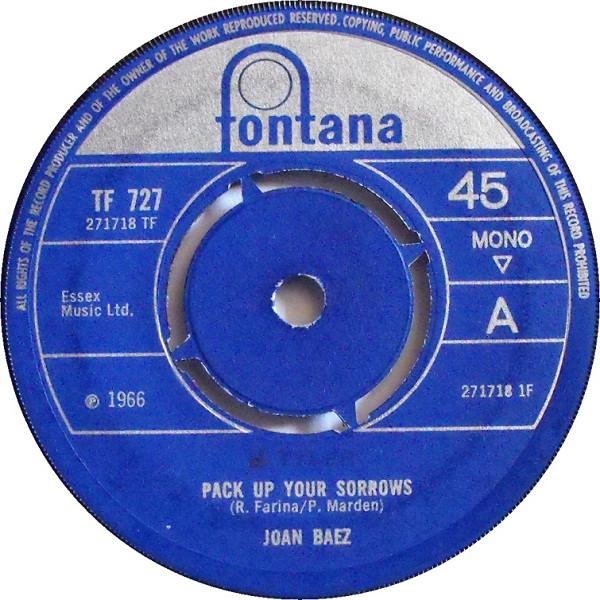 ALL RIGHTS OF THE RECORD PRODUCER AND OF THE OWNER OF THE WORK REPRODUCED RESERVED. COPYING, PUBLIC PERFORMANCE AND BROADCASTING OF THIS RECORD PROHIBITED
fontana
TF 727
271718 TF
45
MONO
Essex
Music Ltd.
A
℗ 1966
271718 1F
PACK UP YOUR SORROWS
(R. Farina/P. Marden)
JOAN BAEZ